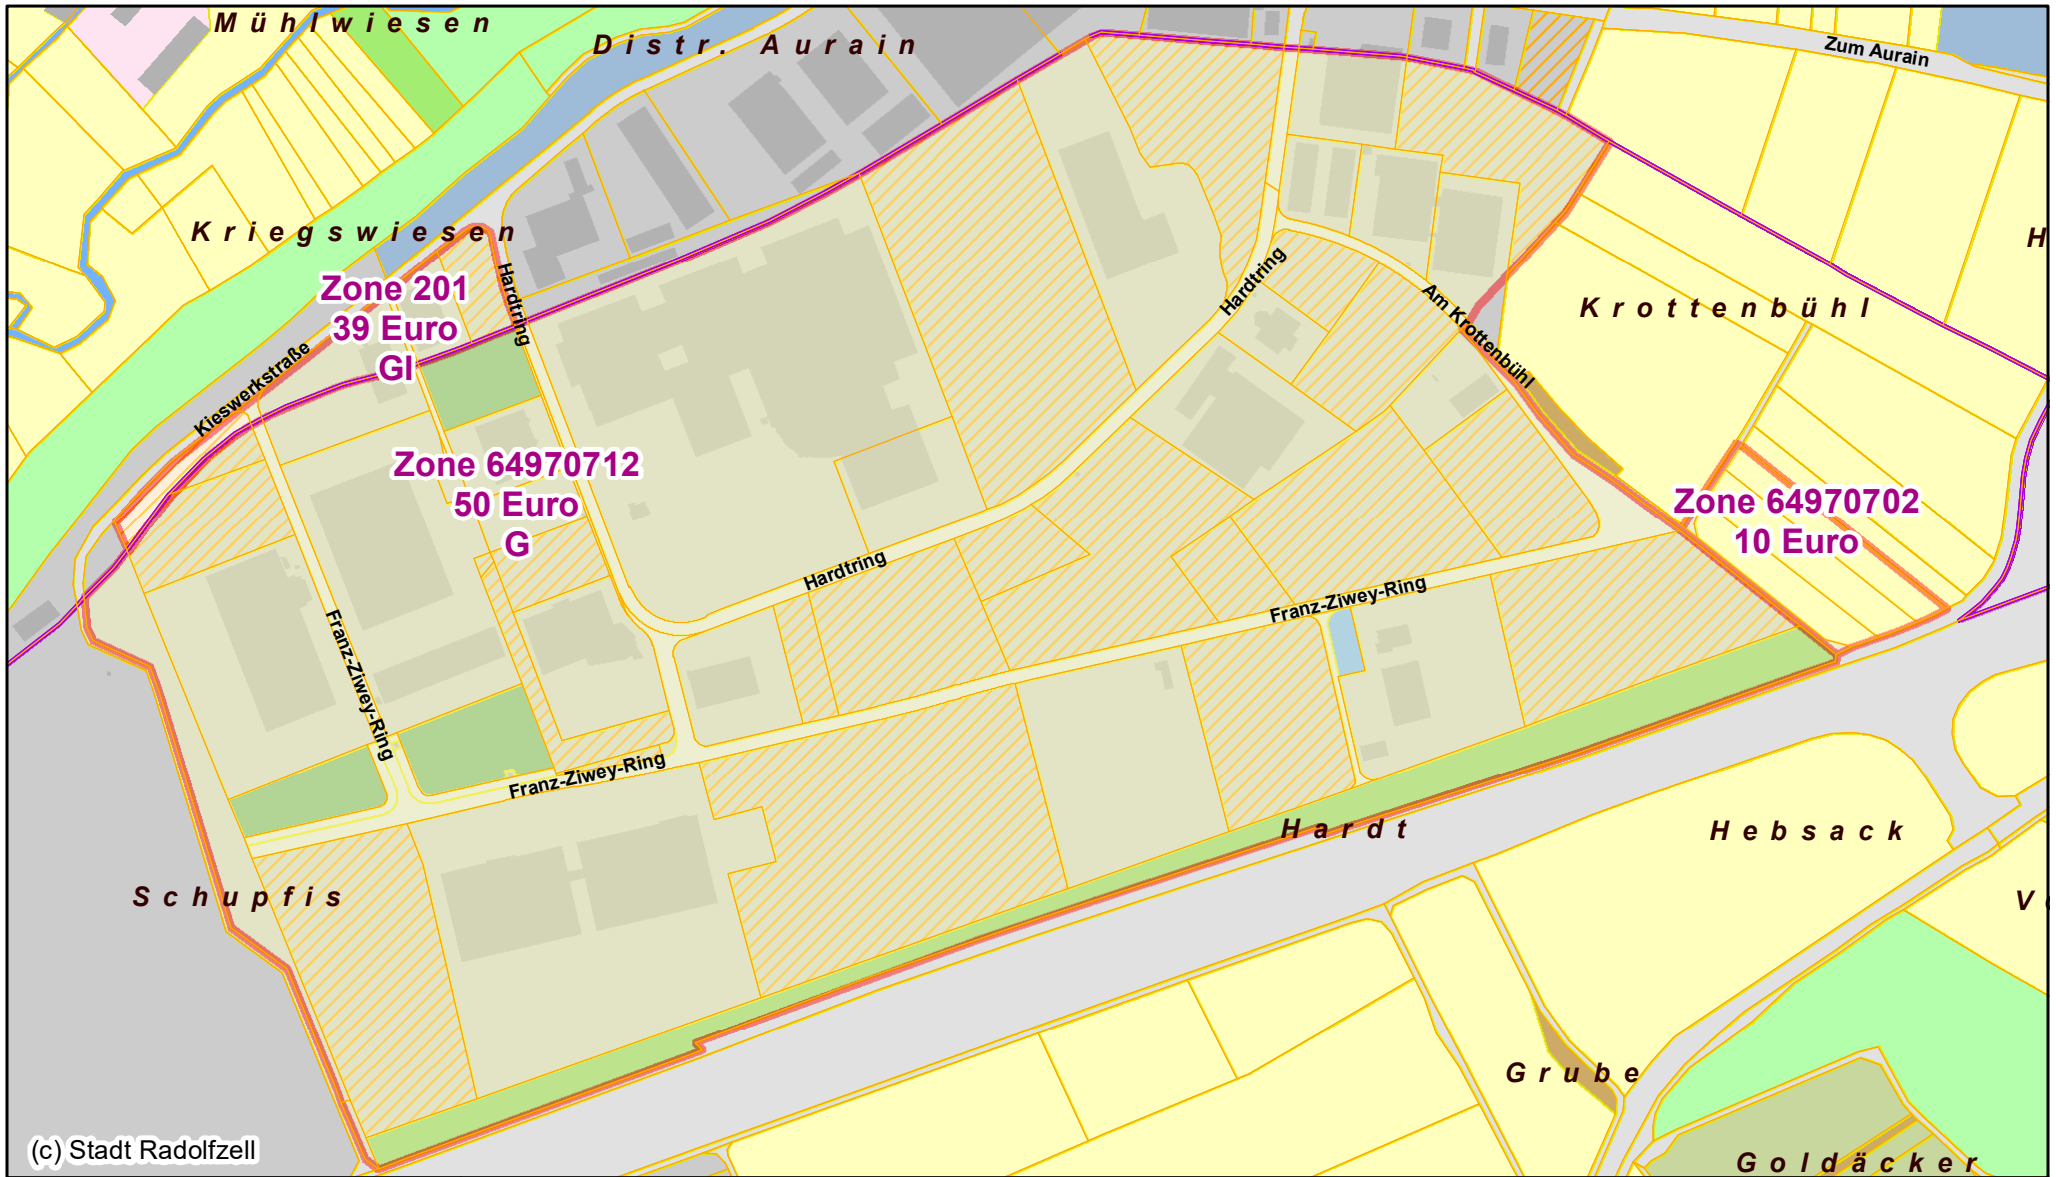 Mühlwiesen
Distr. Aurain
Zum Aurain
Kriegswiesen
H
Zone 201
39 Euro
GI
Hardtring
Hardtring
Am Krottenbühl
Krottenbühl
Kieswerkstraße
Zone 64970712
50 Euro
G
Zone 64970702
10 Euro
Hardtring
Franz-Ziwey-Ring
Franz-Ziwey-Ring
Franz-Ziwey-Ring
Hardt
Hebsack
Schupfis
V
Grube
(c) Stadt Radolfzell
Goldäcker